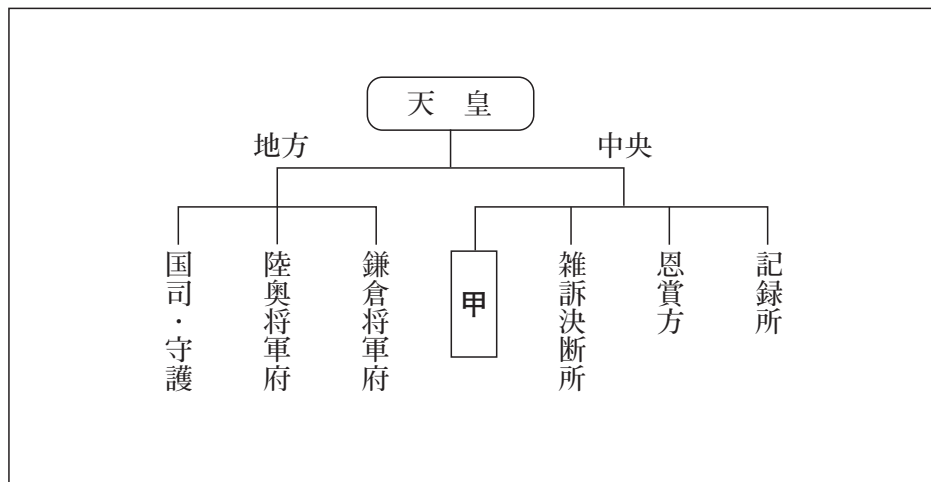 天皇
地方
中央
記録所
恩賞方
雑訴決断所
甲
鎌倉将軍府
陸奥将軍府
国司・守護